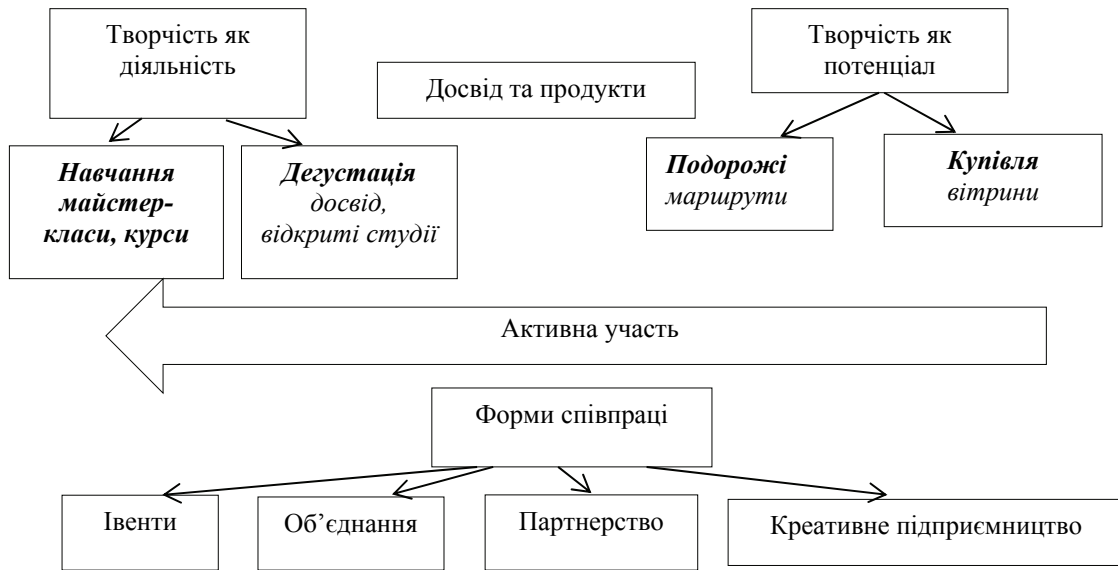 Творчість як
діяльність
Досвід та продукти
Творчість як
потенціал
Навчання
майстер-
класи, курси
Дегустація
досвід,
відкриті студії
Подорожі
маршрути
Купівля
вітрини
Активна участь
Форми співпраці
Івенти
Об’єднання
Партнерство
Креативне підприємництво